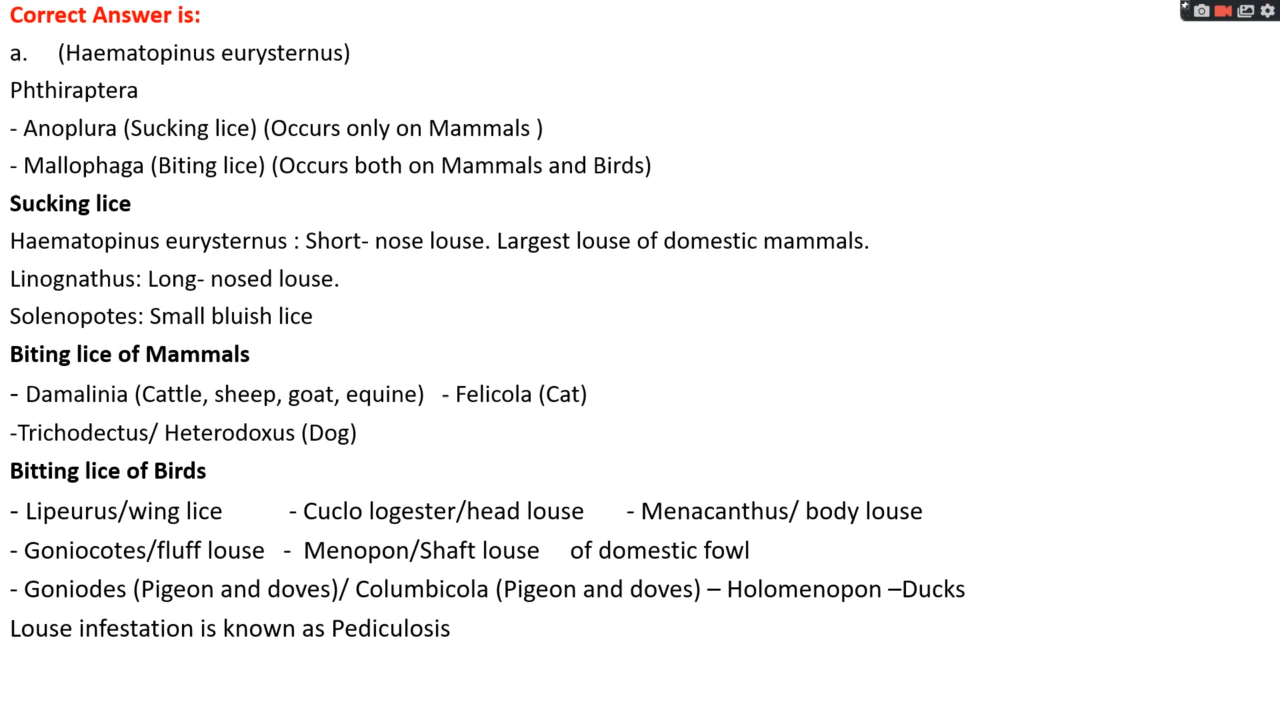 Correct Answer is:
a. (Haematopinus eurysternus)
Phthiraptera
- Anoplura (Sucking lice) (Occurs only on Mammals )
- Mallophaga (Biting lice) (Occurs both on Mammals and Birds)
Sucking lice
Haematopinus eurysternus : Short- nose louse. Largest louse of domestic mammals.
Linognathus: Long- nosed louse.
Solenopotes: Small bluish lice
Biting lice of Mammals
- Damalinia (Cattle, sheep, goat, equine) - Felicola (Cat)
-Trichodectus/ Heterodoxus (Dog)
Bitting lice of Birds
- Lipeurus/wing lice - Cuclo logester/head louse - Menacanthus/ body louse
- Goniocotes/fluff louse - Menopon/Shaft louse of domestic fowl
- Goniodes (Pigeon and doves)/ Columbicola (Pigeon and doves) – Holomenopon –Ducks
Louse infestation is known as Pediculosis